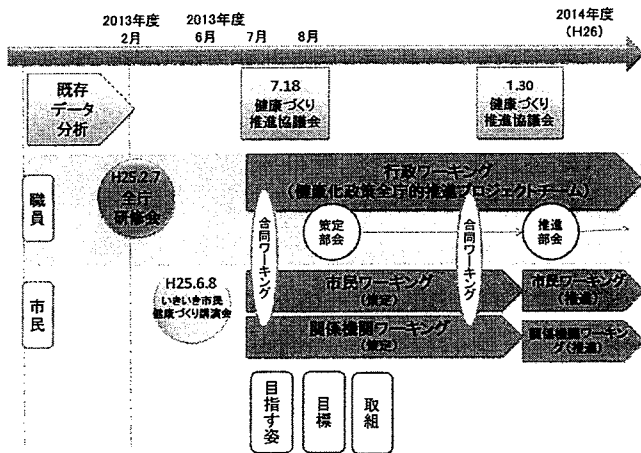 2013年度
2月
2013年度
6月
7月
8月
2014年度
(H26)
既存
データ
分析
7.18
健康づくり
推進協議会
1.30
健康づくり
推進協議会
職員
H25.2.7
全庁
研修会
行政ワーキング
(健康化政策全庁的推進プロジェクトチーム)
合同ワーキング
策定
部会
合同ワーキング
推進
部会
市民
H25.6.8
いきいき市民
健康づくり講演会
市民ワーキング
(策定)
市民ワーキング
(推進)
関係機関ワーキング
(策定)
関係機関ワーキン
グ(推進)
目指す姿
目標
取組